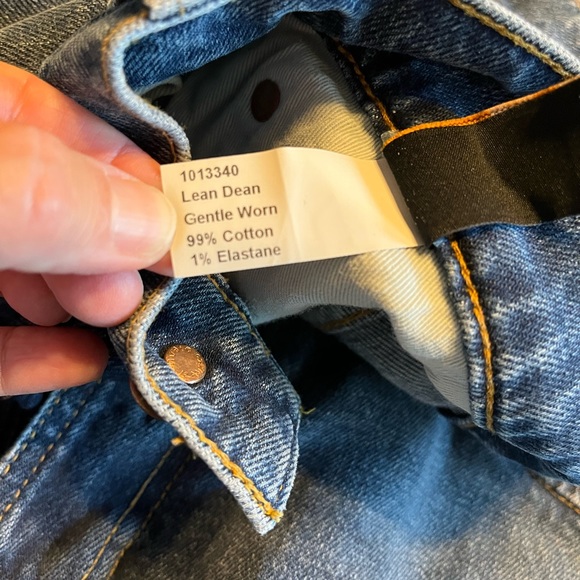 1013340
Lean Dean
Gentle Worn
99% Cotton
1% Elastane